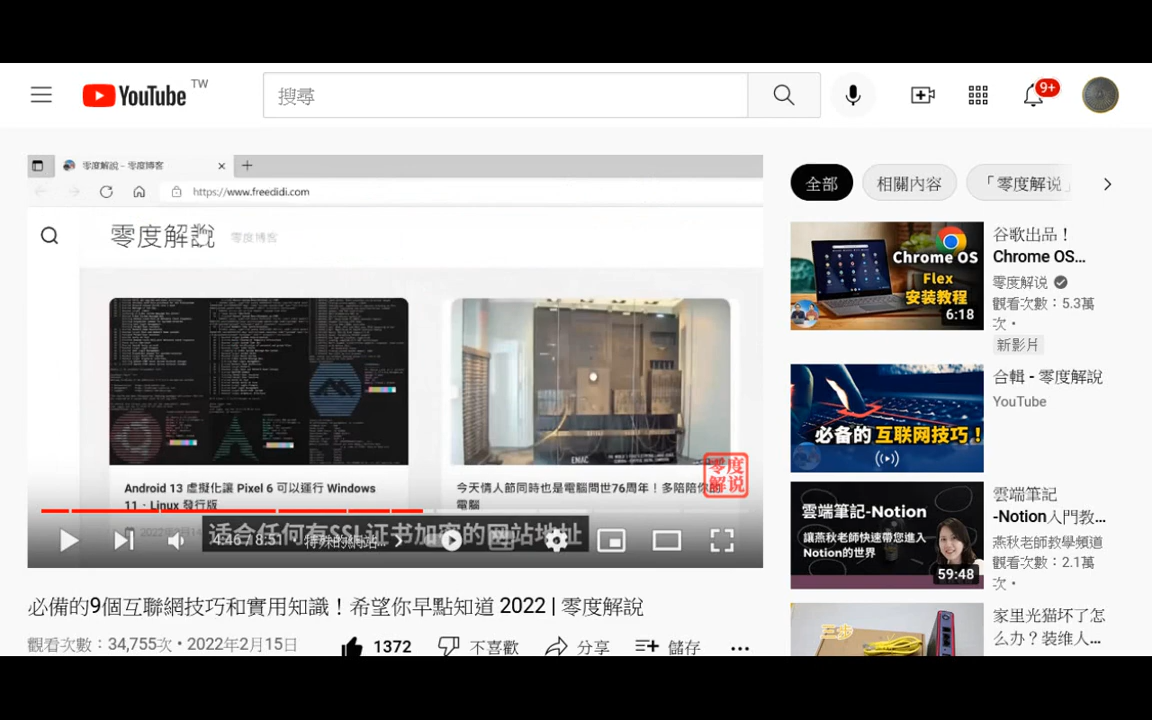 YouTube TW
搜尋
9+
零度解說 - 零度博客
https://www.freedidi.com
零度解說 零度博客
Android 13 虛擬化讓 Pixel 6 可以運行 Windows
11、Linux 發行版
今天情人節同時也是電腦問世76周年！多陪陪你的
電腦
零度
解说
适合任何有SSL证书加密的网站地址
4:46 / 8:51
特殊的網站...
必備的9個互聯網技巧和實用知識！希望你早點知道 2022 | 零度解說
觀看次數：34,755次 • 2022年2月15日
1372
不喜歡
分享
儲存
全部
相關內容
「零度解说」
Chrome OS
Flex
安装教程
6:18
谷歌出品！
Chrome OS...
零度解说
觀看次數：5.3萬
次 •
新影片
必备的 互联网技巧！
合輯 - 零度解說
YouTube
雲端筆記-Notion
讓燕秋老師快速帶您進入
Notion的世界
59:48
雲端筆記
-Notion入門教...
燕秋老師教學頻道
觀看次數：2.1萬
次 •
三步
家里光猫坏了怎
么办？装维人...